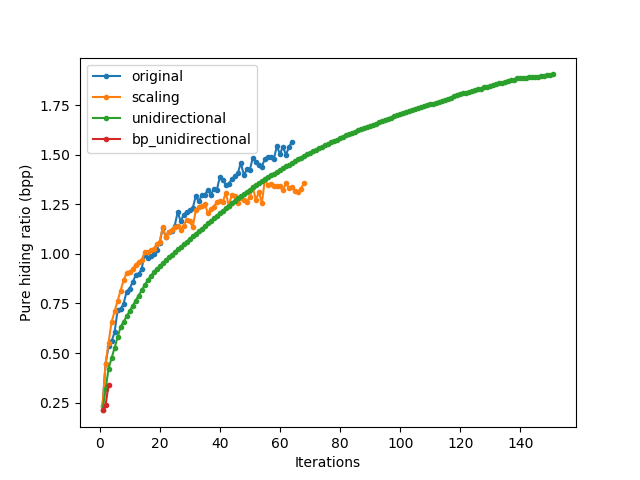 original
scaling
unidirectional
bp_unidirectional
1.75
1.50
1.25
1.00
0.75
0.50
0.25
Pure hiding ratio (bpp)
0 20 40 60 80 100 120 140
Iterations